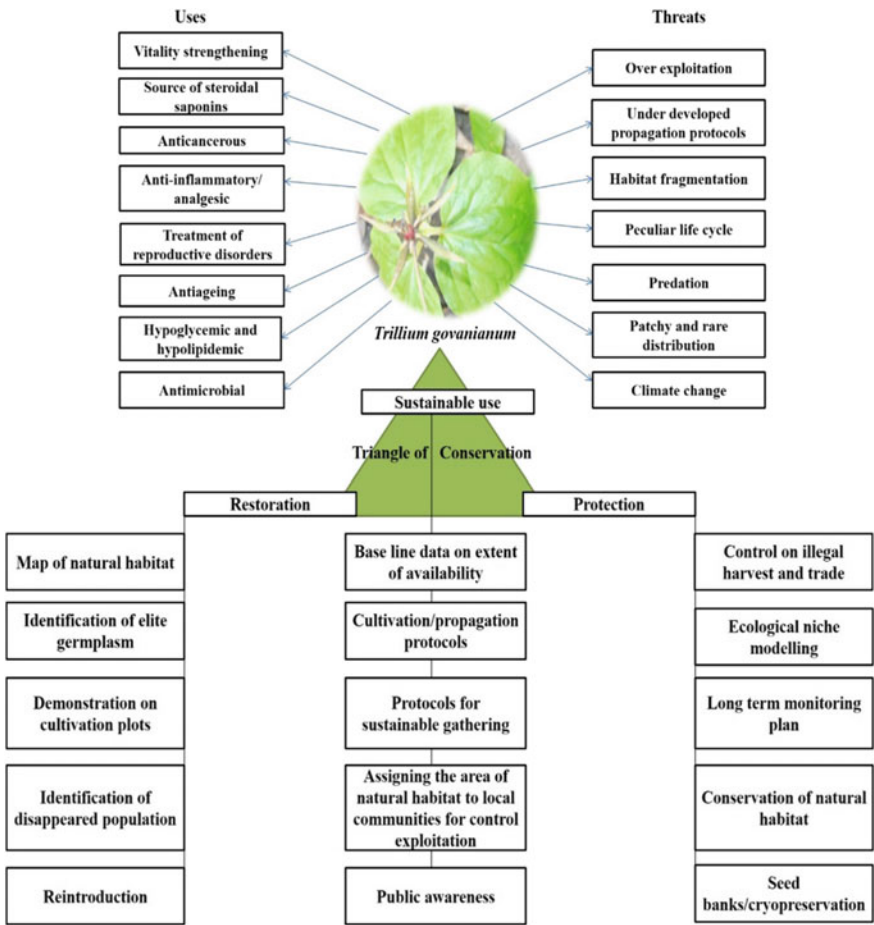 Uses
Threats
Vitality strengthening
Source of steroidal
saponins
Anticancerous
Anti-inflammatory/
analgesic
Treatment of
reproductive disorders
Antiageing
Hypoglycemic and
hypolipidemic
Antimicrobial
Over exploitation
Under developed
propagation protocols
Habitat fragmentation
Peculiar life cycle
Predation
Patchy and rare
distribution
Climate change
Trillium govanianum
Sustainable use
Triangle of Conservation
Restoration
Protection
Map of natural habitat
Identification of elite
germplasm
Demonstration on
cultivation plots
Identification of
disappeared population
Reintroduction
Base line data on extent
of availability
Cultivation/propagation
protocols
Protocols for
sustainable gathering
Assigning the area of
natural habitat to local
communities for control
exploitation
Public awareness
Control on illegal
harvest and trade
Ecological niche
modelling
Long term monitoring
plan
Conservation of natural
habitat
Seed
banks/cryopreservation